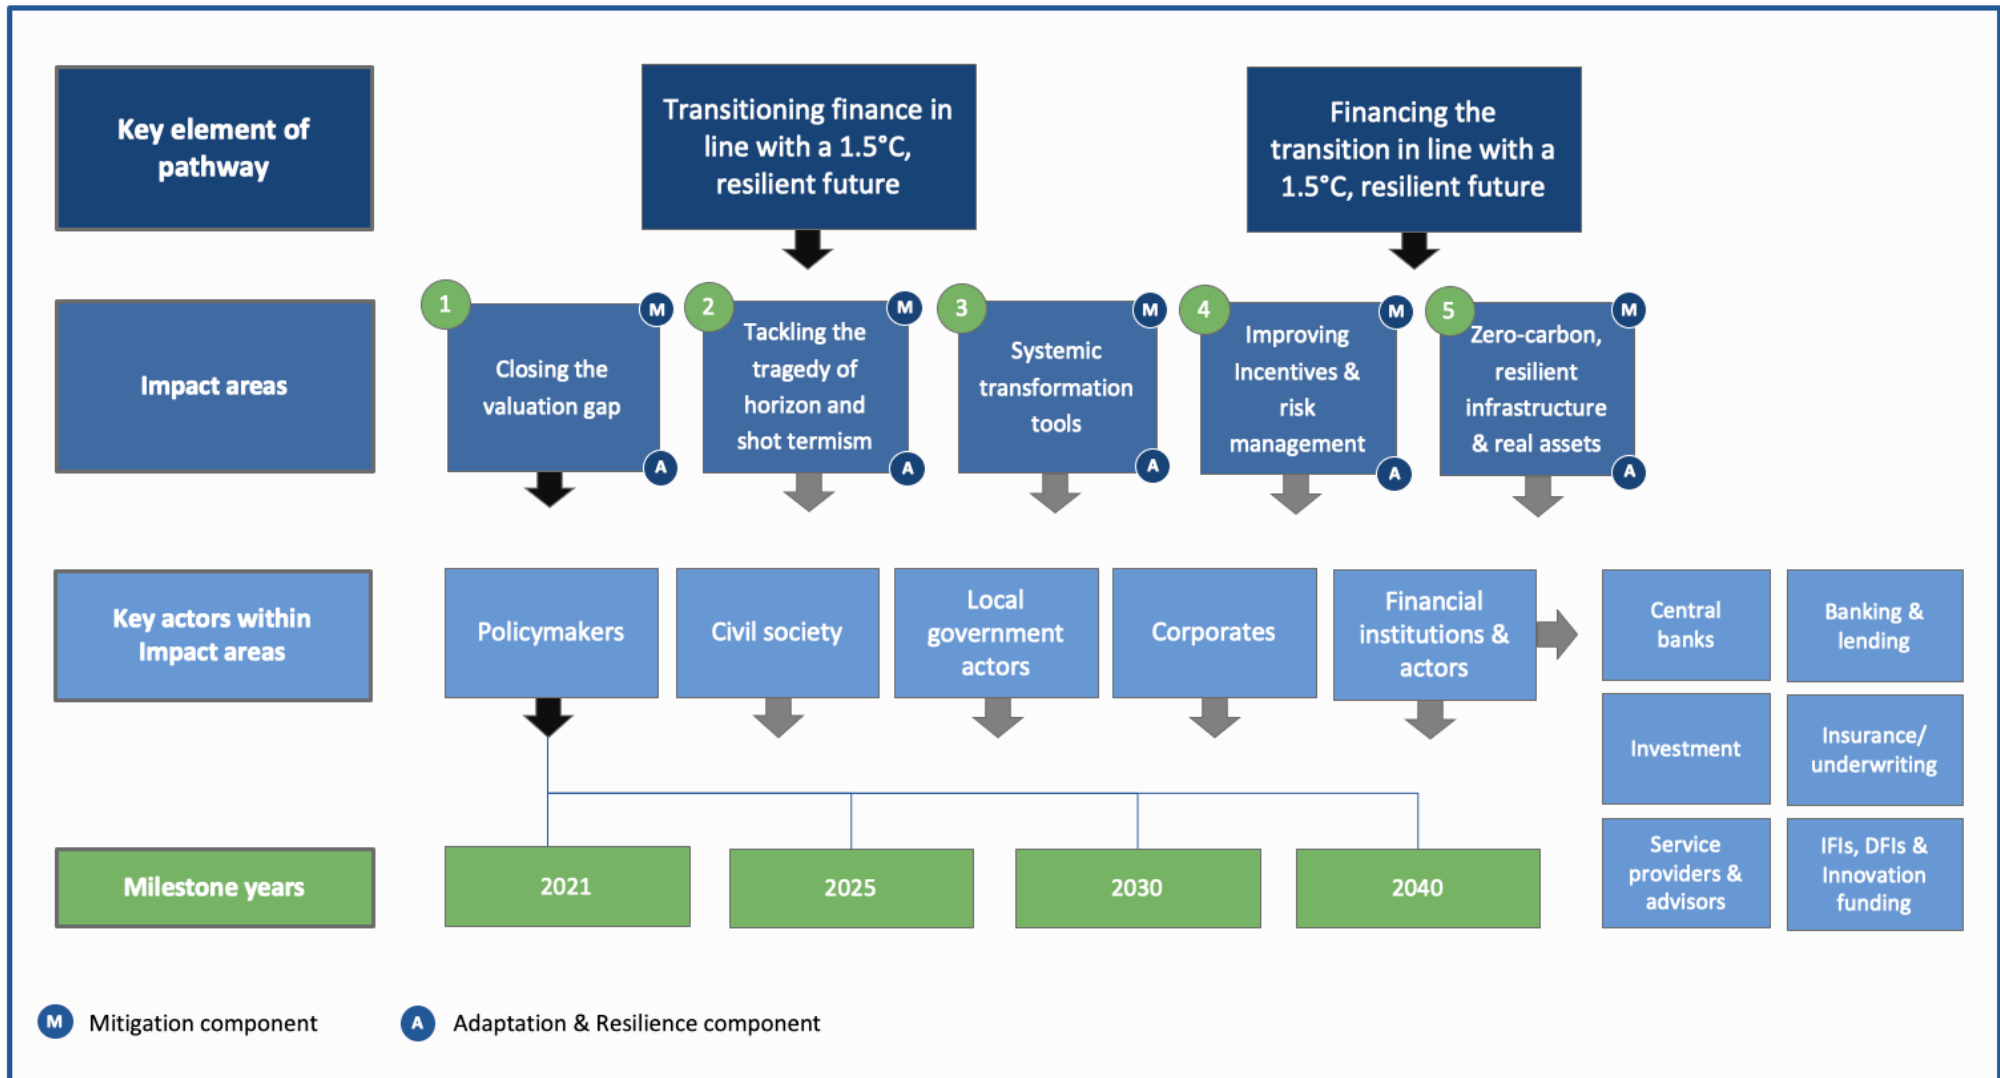 Key element of
pathway
Transitioning finance in
line with a 1.5°C,
resilient future
Financing the
transition in line with a
1.5°C, resilient future
Impact areas
1
M
Closing the
valuation gap
A
2
M
Tackling the
tragedy of
horizon and
shot termism
A
3
M
Systemic
transformation
tools
A
4
M
Improving
Incentives &
risk
management
A
5
M
Zero-carbon,
resilient
infrastructure
& real assets
A
Key actors within
Impact areas
Policymakers
Civil society
Local
government
actors
Corporates
Financial
institutions &
actors
Central
banks
Banking &
lending
Investment
Insurance/
underwriting
Service
providers &
advisors
IFIs, DFIs &
Innovation
funding
Milestone years
2021
2025
2030
2040
M Mitigation component
A Adaptation & Resilience component